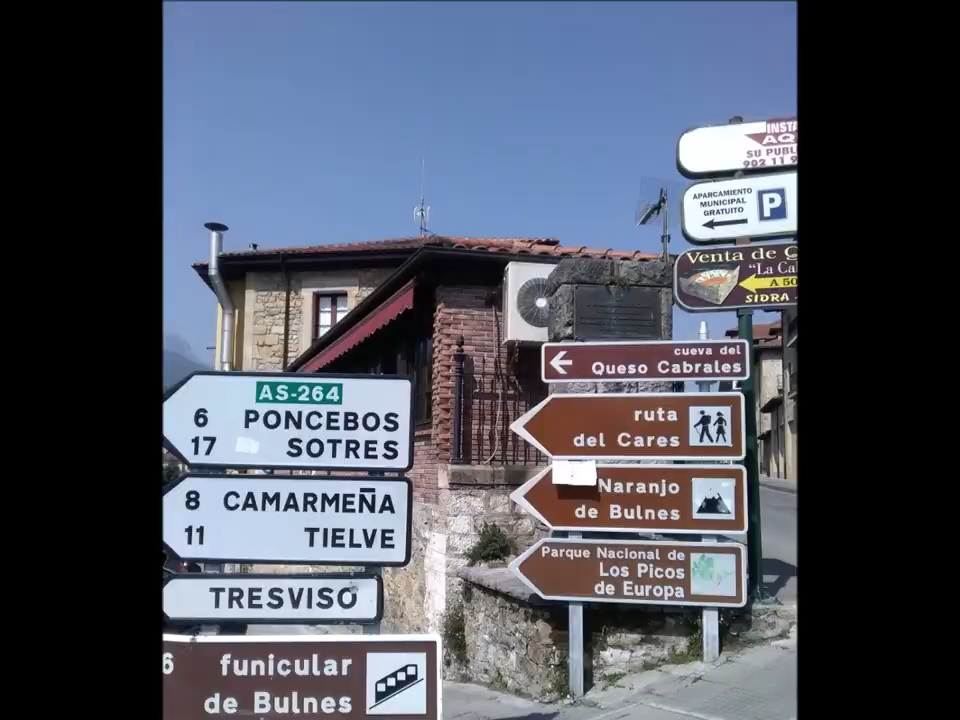 AS-264
6 PONCEBOS
17 SOTRES
8 CAMARMEÑA
11 TIELVE
TRESVISO
6 funicular
de Bulnes
AQ
SU PUBL
902 11 9
APARCAMIENTO
MUNICIPAL
GRATUITO
P
Venta de
"La Ca
A 50
SIDRA
cueva del
Queso Cabrales
ruta
del Cares
Naranjo
de Bulnes
Parque Nacional de
Los Picos
de Europa